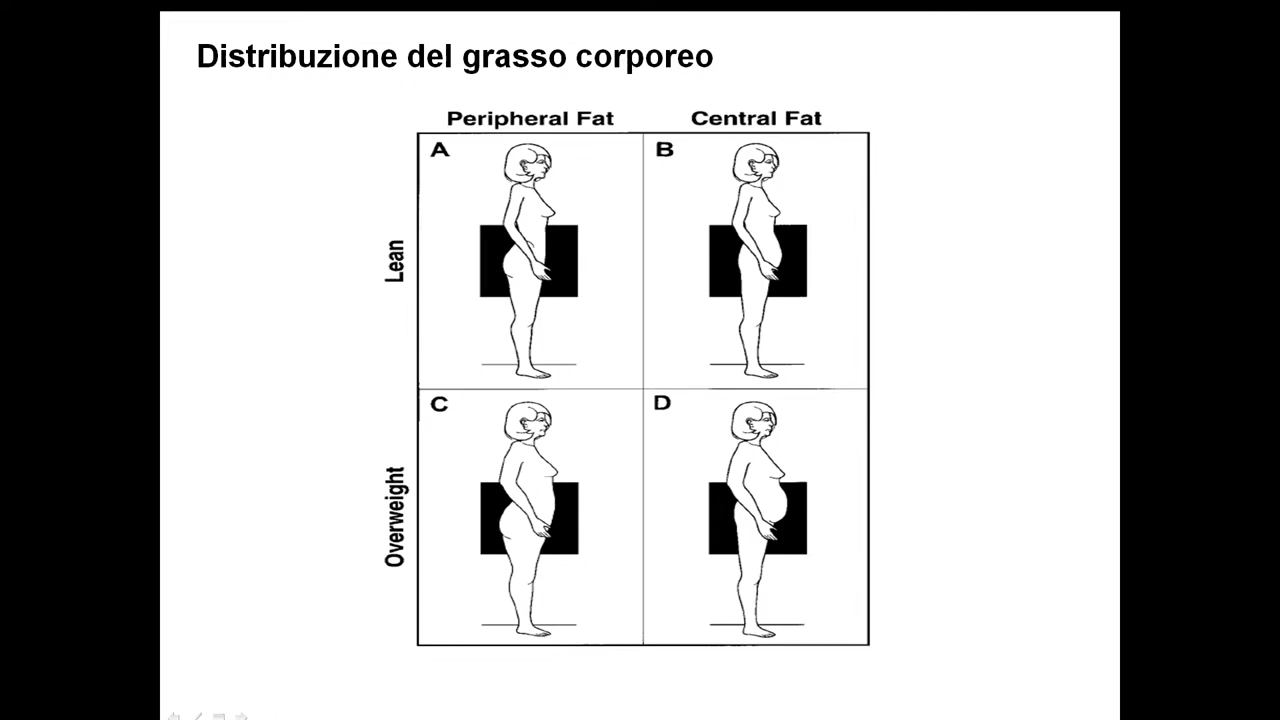 Distribuzione del grasso corporeo
Peripheral Fat
Central Fat
A
B
Lean
C
D
Overweight